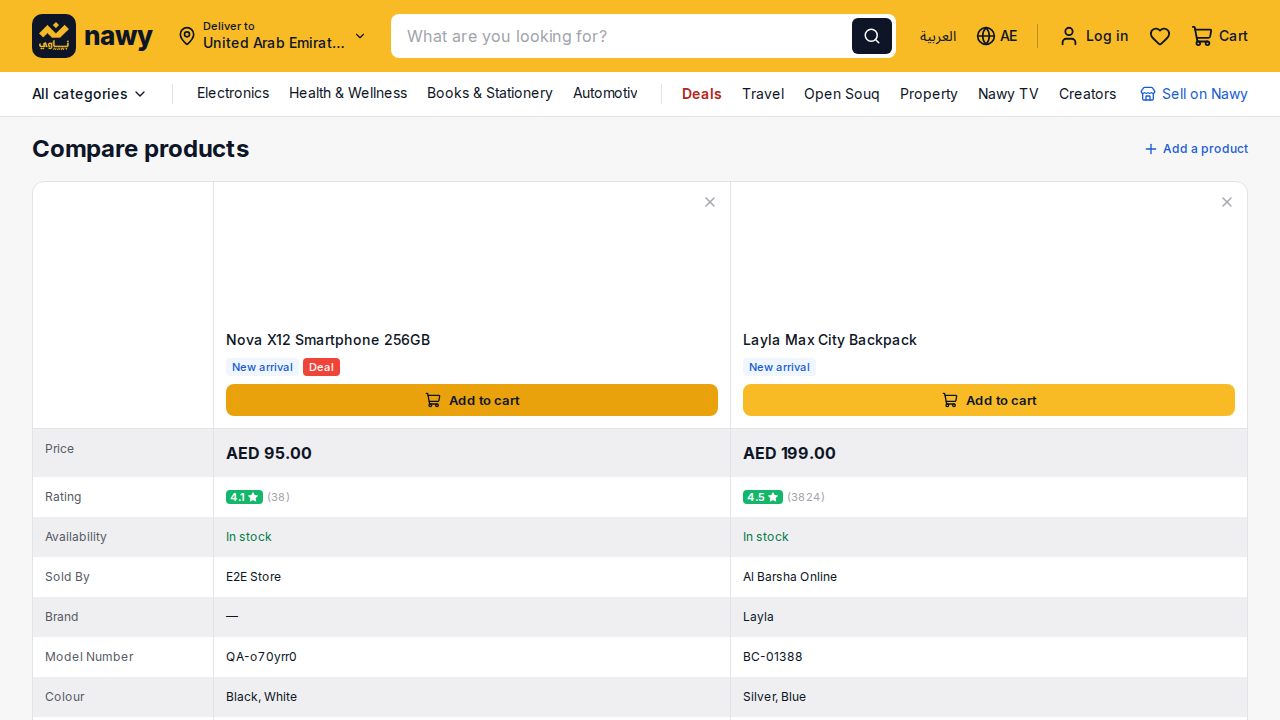 نـــاوي
NAWY
nawy
Deliver to
United Arab Emirat...
What are you looking for?
العربية
AE
Log in
Cart
All categories
Electronics
Health & Wellness
Books & Stationery
Automotiv
Deals
Travel
Open Souq
Property
Nawy TV
Creators
Sell on Nawy
Compare products
Add a product
Nova X12 Smartphone 256GB
Layla Max City Backpack
New arrival
Deal
New arrival
Add to cart
Add to cart
Price
AED 95.00
AED 199.00
Rating
4.1 ★ (38)
4.5 ★ (3824)
Availability
In stock
In stock
Sold By
E2E Store
Al Barsha Online
Brand
—
Layla
Model Number
QA-o70yrr0
BC-01388
Colour
Black, White
Silver, Blue